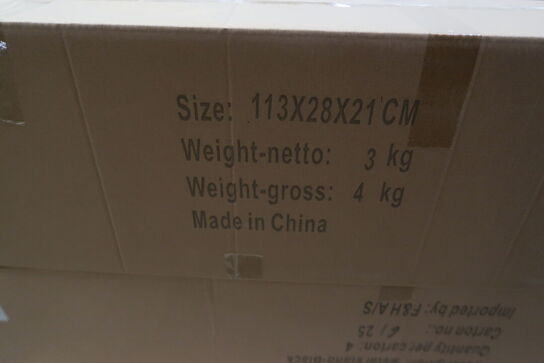 Size: 113X28X21 CM
Weight-netto: 3 kg
Weight-gross: 4 kg
Made in China
Quantity per carton: 4
Carton no.: 6 / 25
Imported by: F&H A/S